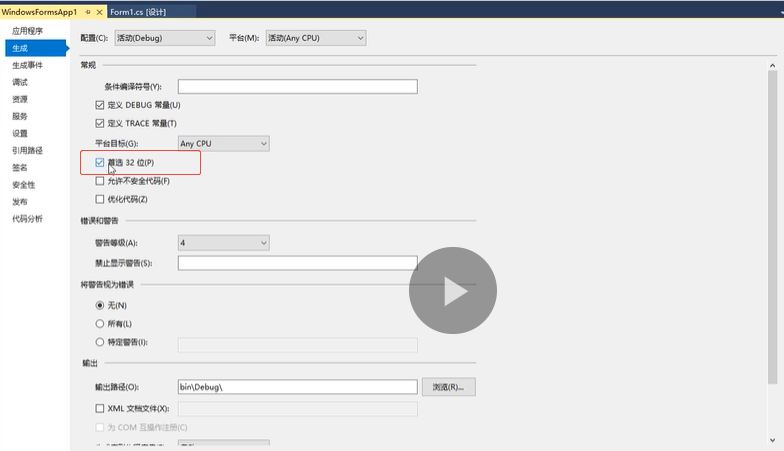 WindowsFormsApp1
Form1.cs [设计]
应用程序
生成
生成事件
调试
资源
服务
设置
引用路径
签名
安全性
发布
代码分析
配置(C): 活动(Debug) 平台(M): 活动(Any CPU)
常规
条件编译符号(Y):
定义 DEBUG 常量(U)
定义 TRACE 常量(T)
平台目标(G): Any CPU
首选 32 位(P)
允许不安全代码(F)
优化代码(Z)
错误和警告
警告等级(A): 4
禁止显示警告(S):
将警告视为错误
无(N)
所有(L)
特定警告(I):
输出
输出路径(O): bin\Debug\ 浏览(R)...
XML 文档文件(X):
为 COM 互操作注册(C)